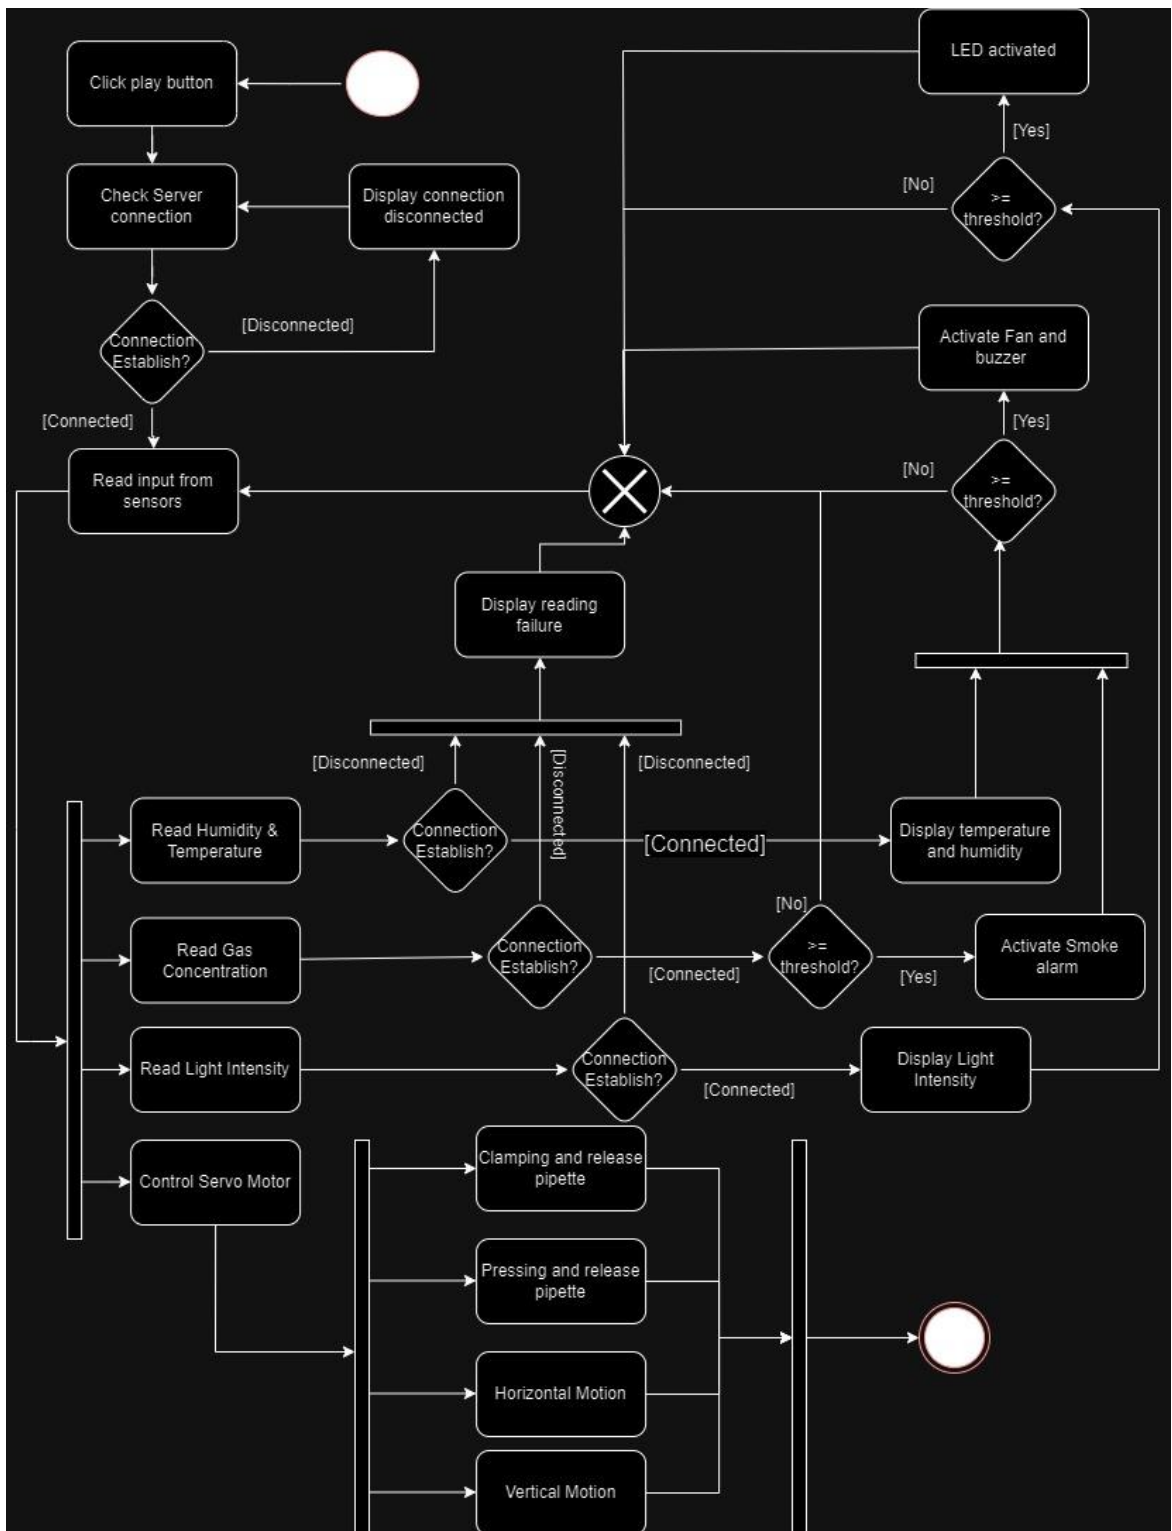 LED activated
Click play button
[Yes]
[No]
Check Server
connection
Display connection
disconnected
>=
threshold?
[Disconnected]
Connection
Establish?
Activate Fan and
buzzer
[Connected]
[Yes]
[No]
Read input from
sensors
>=
threshold?
Display reading
failure
[Disconnected]
[Disconnected]
[Disconnected]
Read Humidity &
Temperature
Connection
Establish?
[Connected]
Display temperature
and humidity
[No]
Read Gas
Concentration
Connection
Establish?
[Connected]
>=
threshold?
[Yes]
Activate Smoke
alarm
Read Light Intensity
Connection
Establish?
[Connected]
Display Light
Intensity
Control Servo Motor
Clamping and release
pipette
Pressing and release
pipette
Horizontal Motion
Vertical Motion